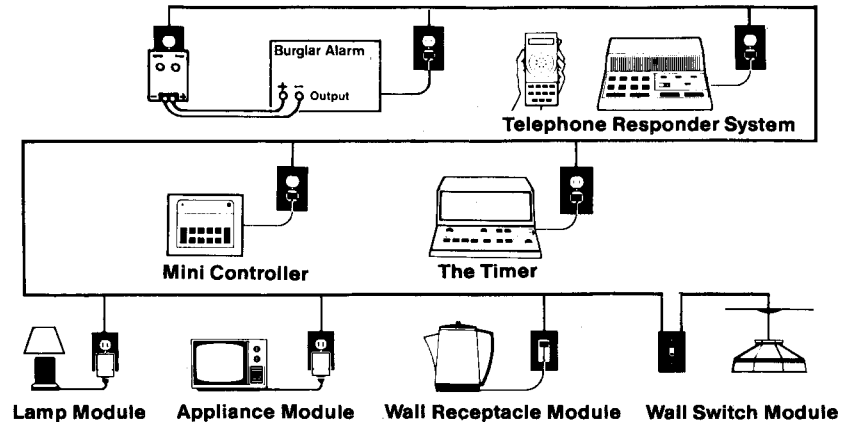 Burglar Alarm
+ −
Output
− +
Telephone Responder System
Mini Controller
The Timer
Lamp Module
Appliance Module
Wall Receptacle Module
Wall Switch Module